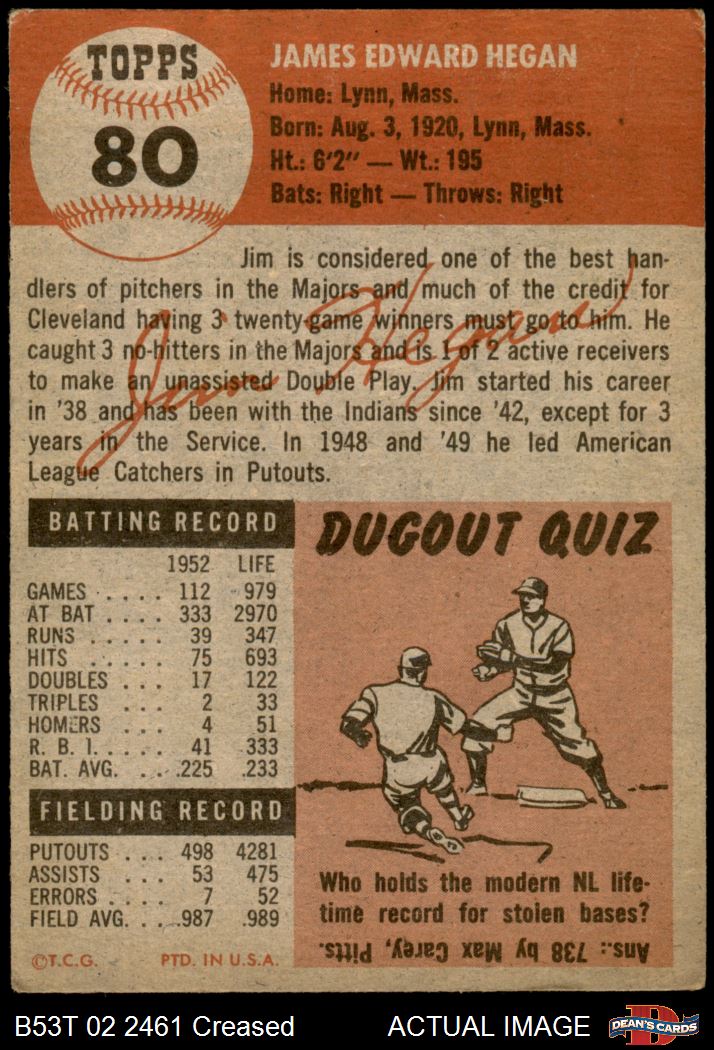 TOPPS
80
JAMES EDWARD HEGAN
Home: Lynn, Mass.
Born: Aug. 3, 1920, Lynn, Mass.
Ht.: 6'2" — Wt.: 195
Bats: Right — Throws: Right
Jim is considered one of the best han-
dlers of pitchers in the Majors and much of the credit for
Cleveland having 3 twenty-game winners must go to him. He
caught 3 no-hitters in the Majors and is 1 of 2 active receivers
to make an unassisted Double Play. Jim started his career
in '38 and has been with the Indians since '42, except for 3
years in the Service. In 1948 and '49 he led American
League Catchers in Putouts.
Jim Hegan
BATTING RECORD
1952 LIFE
GAMES .... 112 979
AT BAT .... 333 2970
RUNS ..... 39 347
HITS ..... 75 693
DOUBLES ... 17 122
TRIPLES ... 2 33
HOMERS ... 4 51
R. B. I. .... 41 .333
BAT. AVG. ... .225 .233
FIELDING RECORD
PUTOUTS ... 498 4281
ASSISTS ... 53 475
ERRORS ... 7 52
FIELD AVG. ... .987 .989
©T.C.G. PTD. IN U.S.A.
DUGOUT QUIZ
Who holds the modern NL life-
time record for stolen bases?
Ans.: 738 by Max Carey, Pitts.
B53T 02 2461 Creased ACTUAL IMAGE
D
DEAN'S CARDS